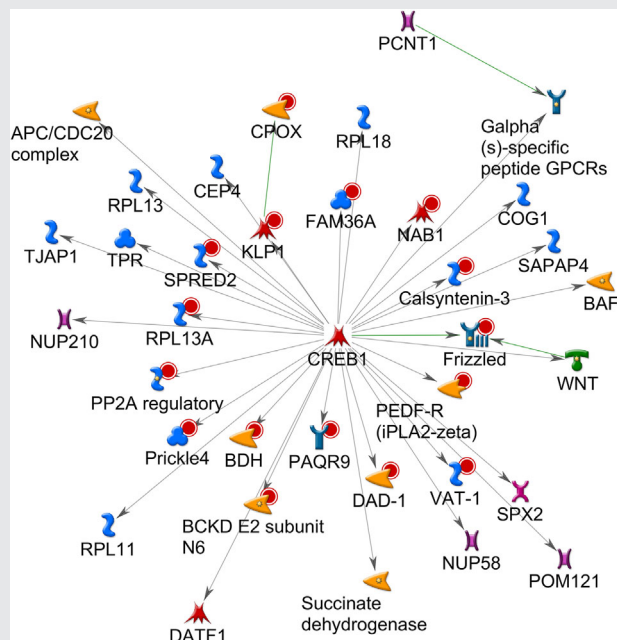 PCNT1
APC/CDC20
complex
CPOX
RPL18
Galpha
(s)-specific
peptide GPCRs
CEP4
RPL13
FAM36A
NAB1
COG1
KLP1
TJAP1
TPR
SPRED2
SAPAP4
Calsyntenin-3
BAF
NUP210
RPL13A
CREB1
Frizzled
WNT
PP2A regulatory
PEDF-R
(iPLA2-zeta)
Prickle4
BDH
PAQR9
DAD-1
VAT-1
SPX2
RPL11
BCKD E2 subunit
N6
NUP58
POM121
Succinate
dehydrogenase
DATF1